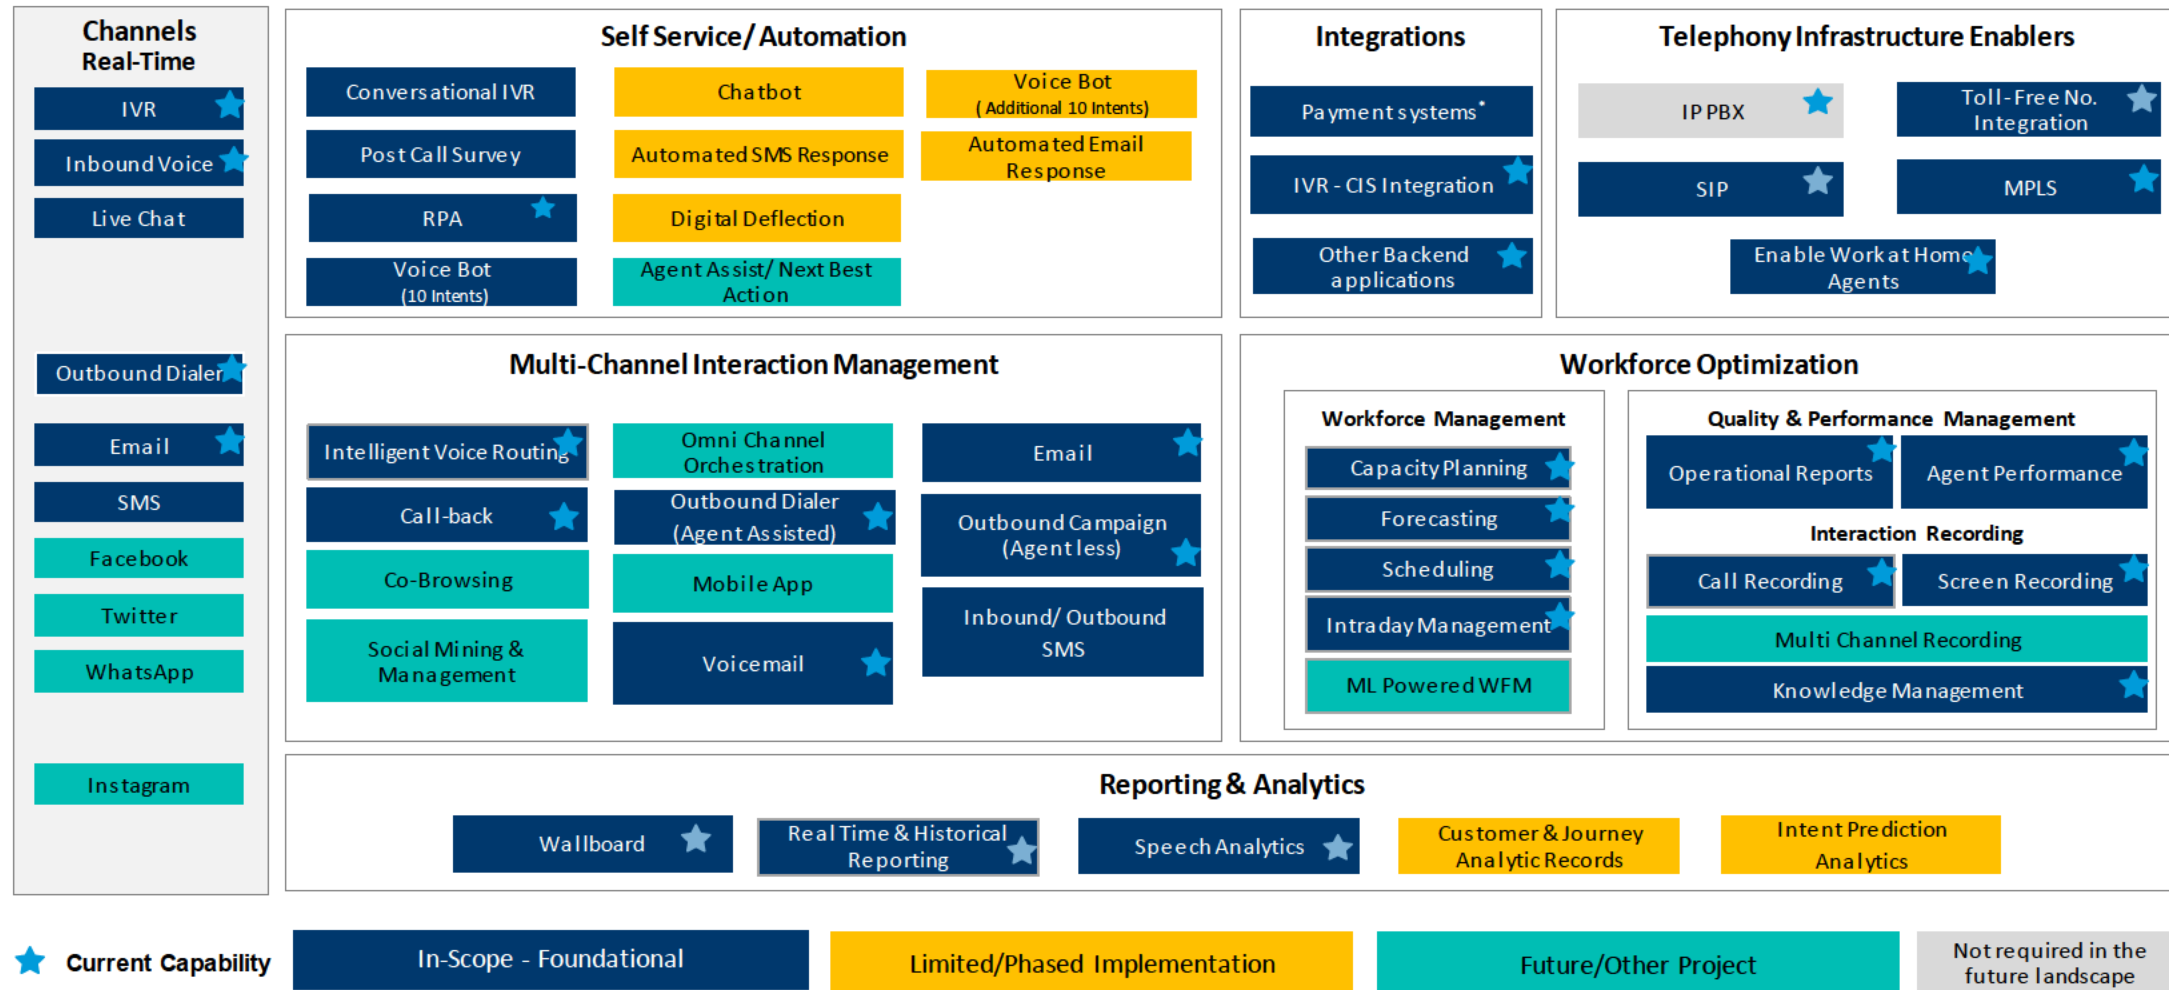 Channels
Real-Time
IVR
Inbound Voice
Live Chat
Outbound Dialer
Email
SMS
Facebook
Twitter
WhatsApp
Instagram
Self Service/ Automation
Conversational IVR
Chatbot
Voice Bot
( Additional 10 Intents)
Post Call Survey
Automated SMS Response
Automated Email
Response
RPA
Digital Deflection
Voice Bot
(10 Intents)
Agent Assist/ Next Best
Action
Integrations
Payment systems*
IVR - CIS Integration
Other Backend
applications
Telephony Infrastructure Enablers
IP PBX
Toll-Free No.
Integration
SIP
MPLS
Enable Work at Home
Agents
Multi-Channel Interaction Management
Intelligent Voice Routing
Omni Channel
Orchestration
Email
Call-back
Outbound Dialer
(Agent Assisted)
Outbound Campaign
(Agent less)
Co-Browsing
Mobile App
Inbound/ Outbound
SMS
Social Mining &
Management
Voicemail
Workforce Optimization
Workforce Management
Capacity Planning
Forecasting
Scheduling
Intraday Management
ML Powered WFM
Quality & Performance Management
Operational Reports
Agent Performance
Interaction Recording
Call Recording
Screen Recording
Multi Channel Recording
Knowledge Management
Reporting & Analytics
Wallboard
Real Time & Historical
Reporting
Speech Analytics
Customer & Journey
Analytic Records
Intent Prediction
Analytics
Current Capability
In-Scope - Foundational
Limited/Phased Implementation
Future/Other Project
Not required in the
future landscape